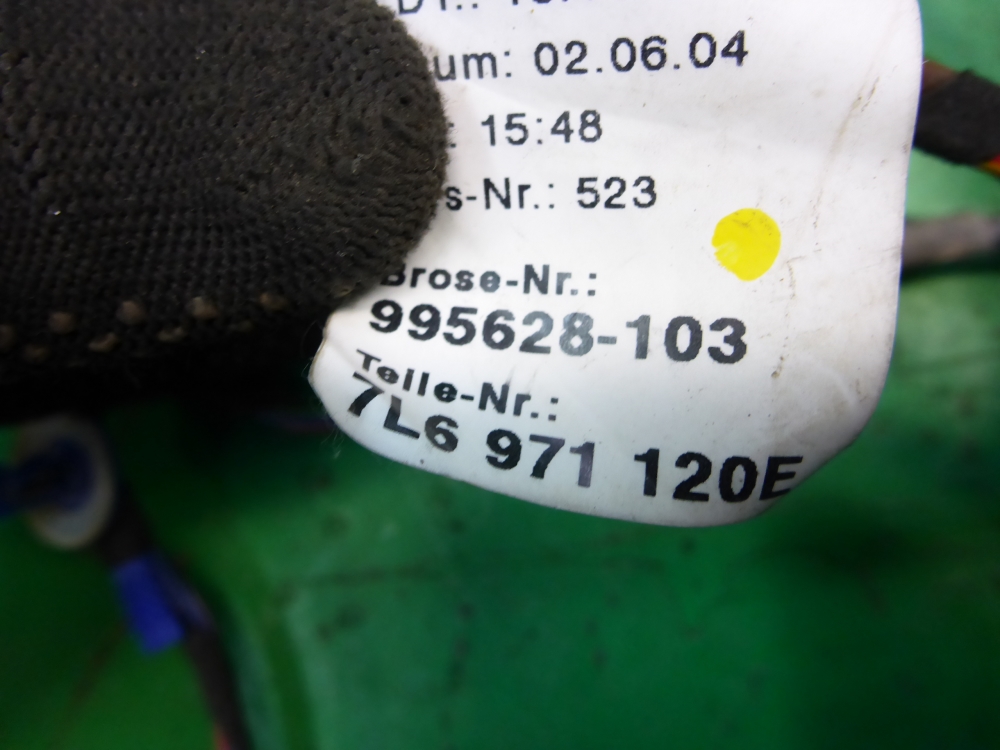 um: 02.06.04
: 15:48
s-Nr.: 523
Brose-Nr.:
995628-103
Teile-Nr.:
7L6 971 120E